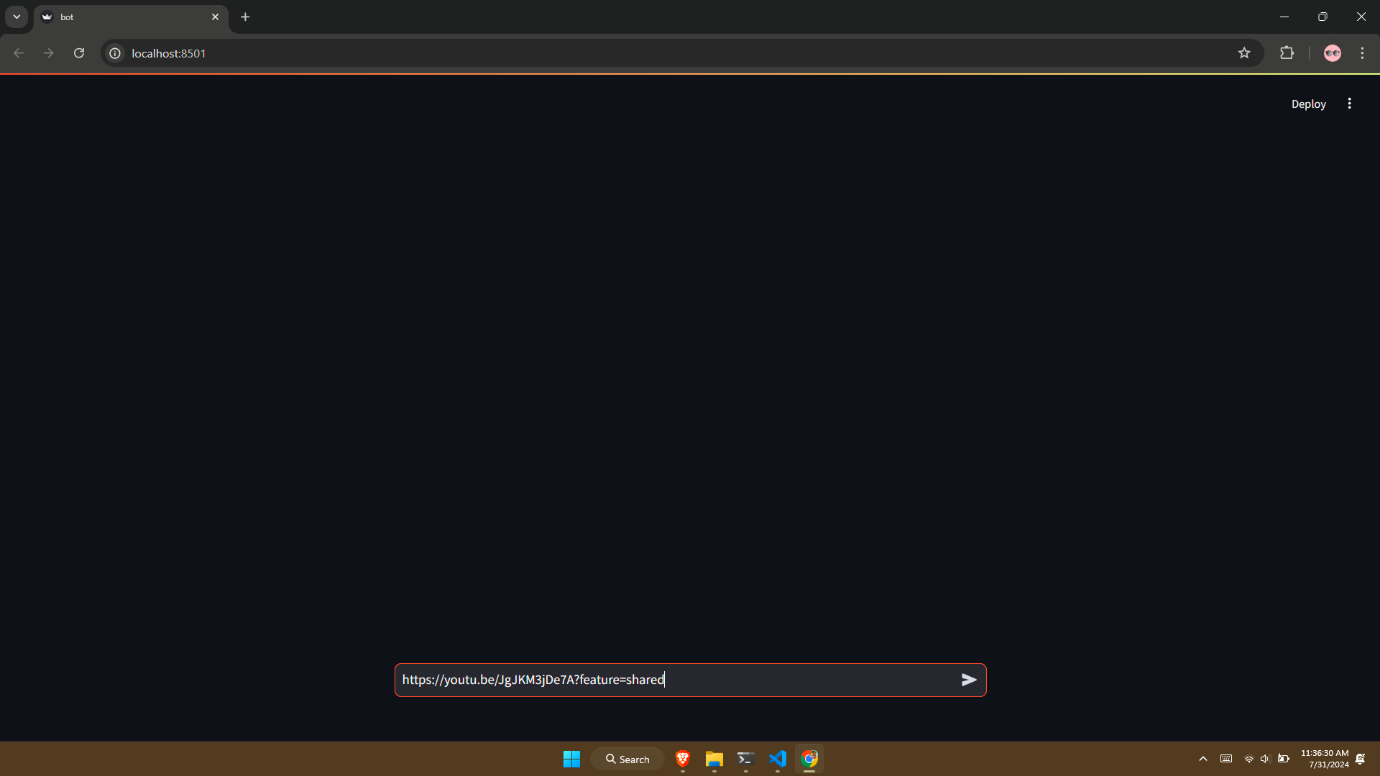 bot
localhost:8501
Deploy
https://youtu.be/JgJKM3jDe7A?feature=shared
Search
11:36:30 AM
7/31/2024